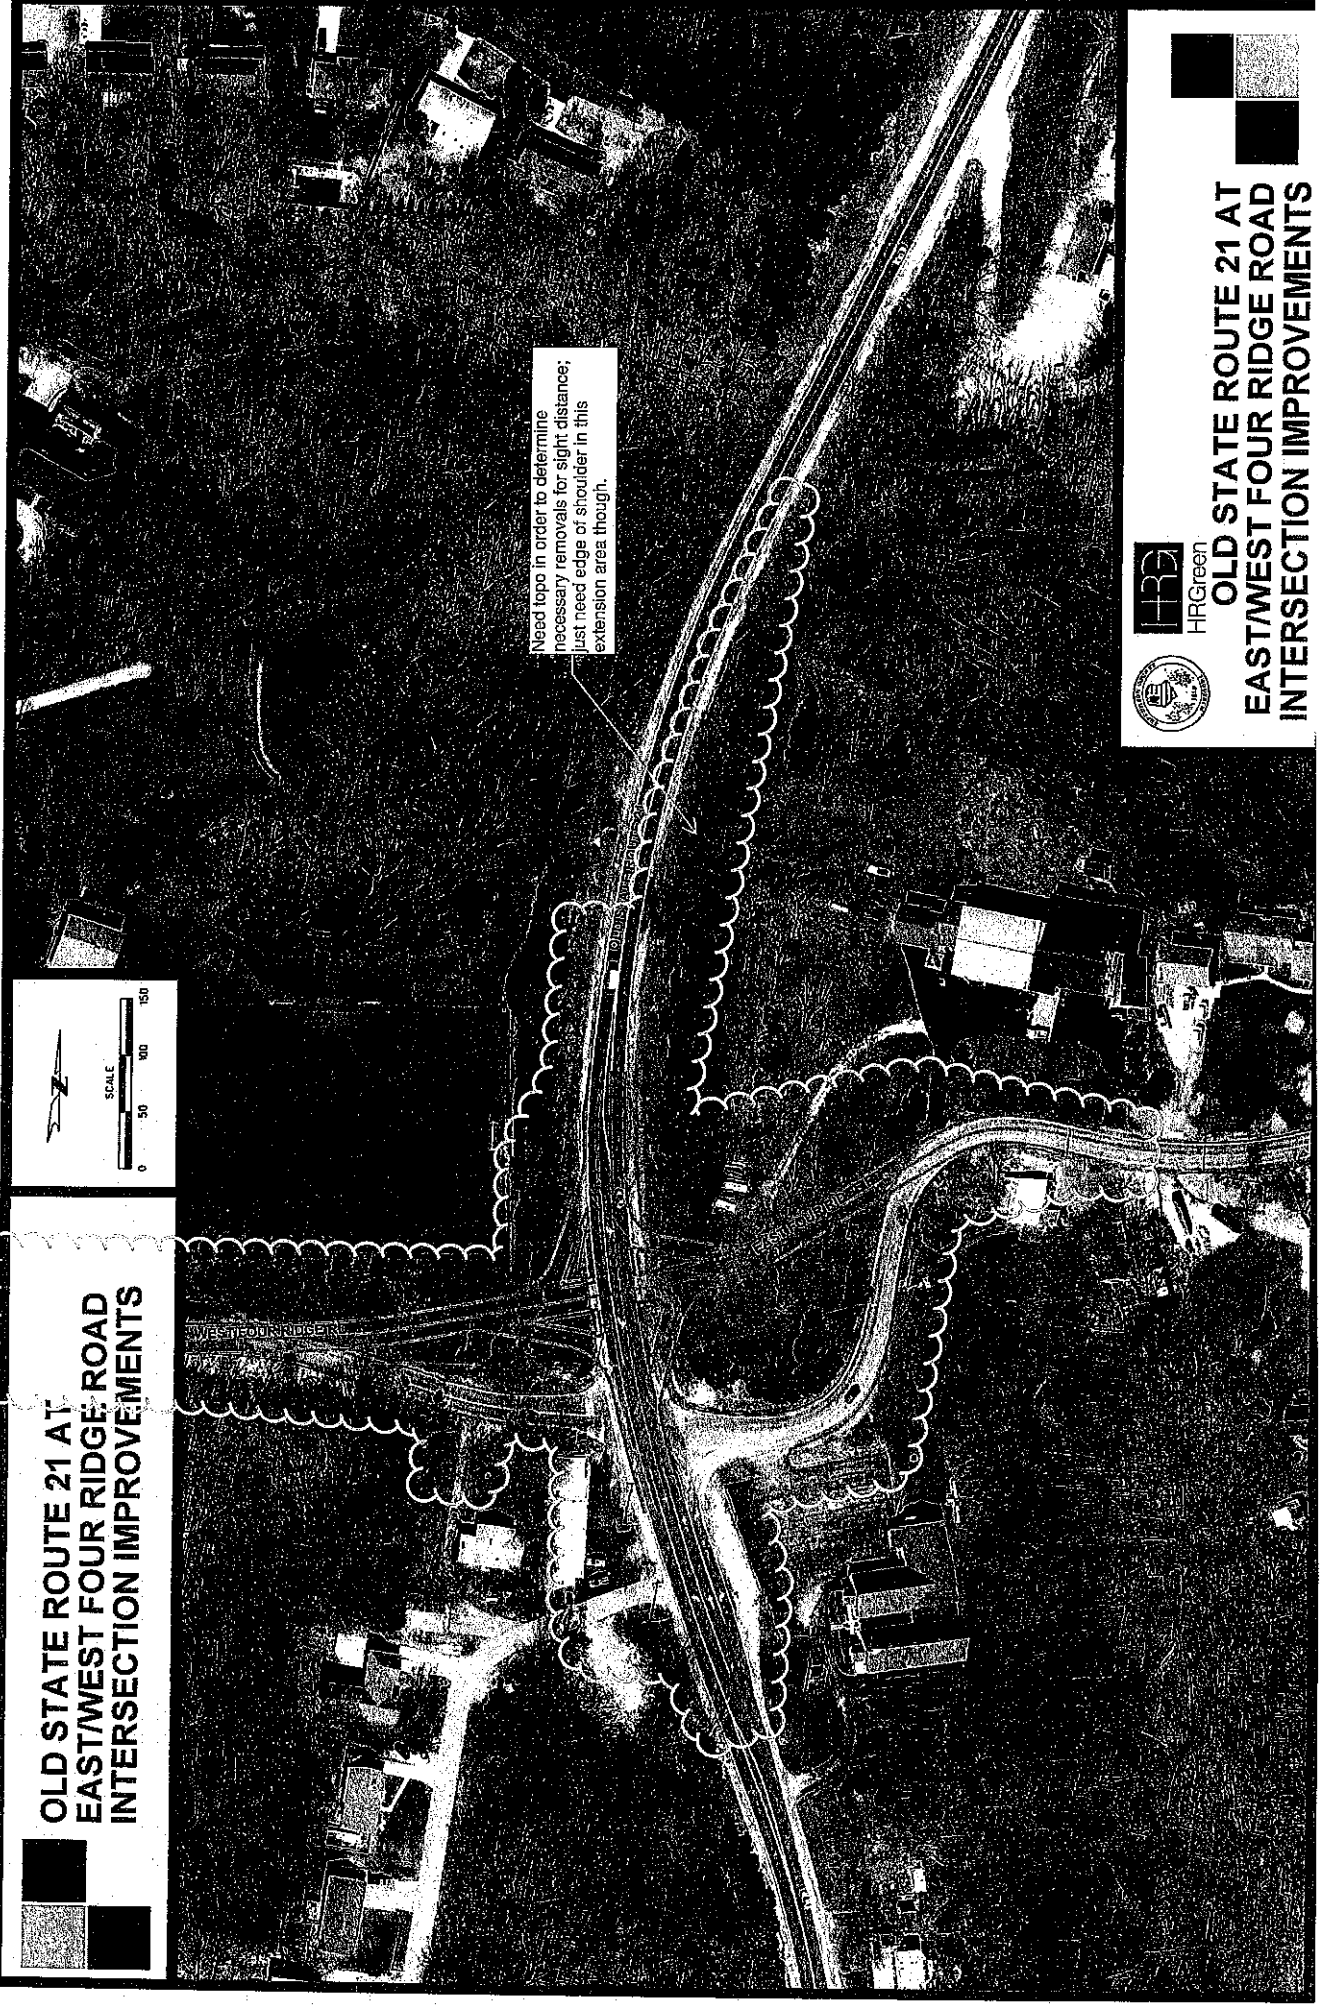 OLD STATE ROUTE 21 AT
EAST/WEST FOUR RIDGE ROAD
INTERSECTION IMPROVEMENTS
N
SCALE
0 50 100 150
WEST FOUR RIDGE
Need topo in order to determine
necessary removals for sight distance;
just need edge of shoulder in this
extension area though.
HRG
HRGreen
OLD STATE ROUTE 21 AT
EAST/WEST FOUR RIDGE ROAD
INTERSECTION IMPROVEMENTS